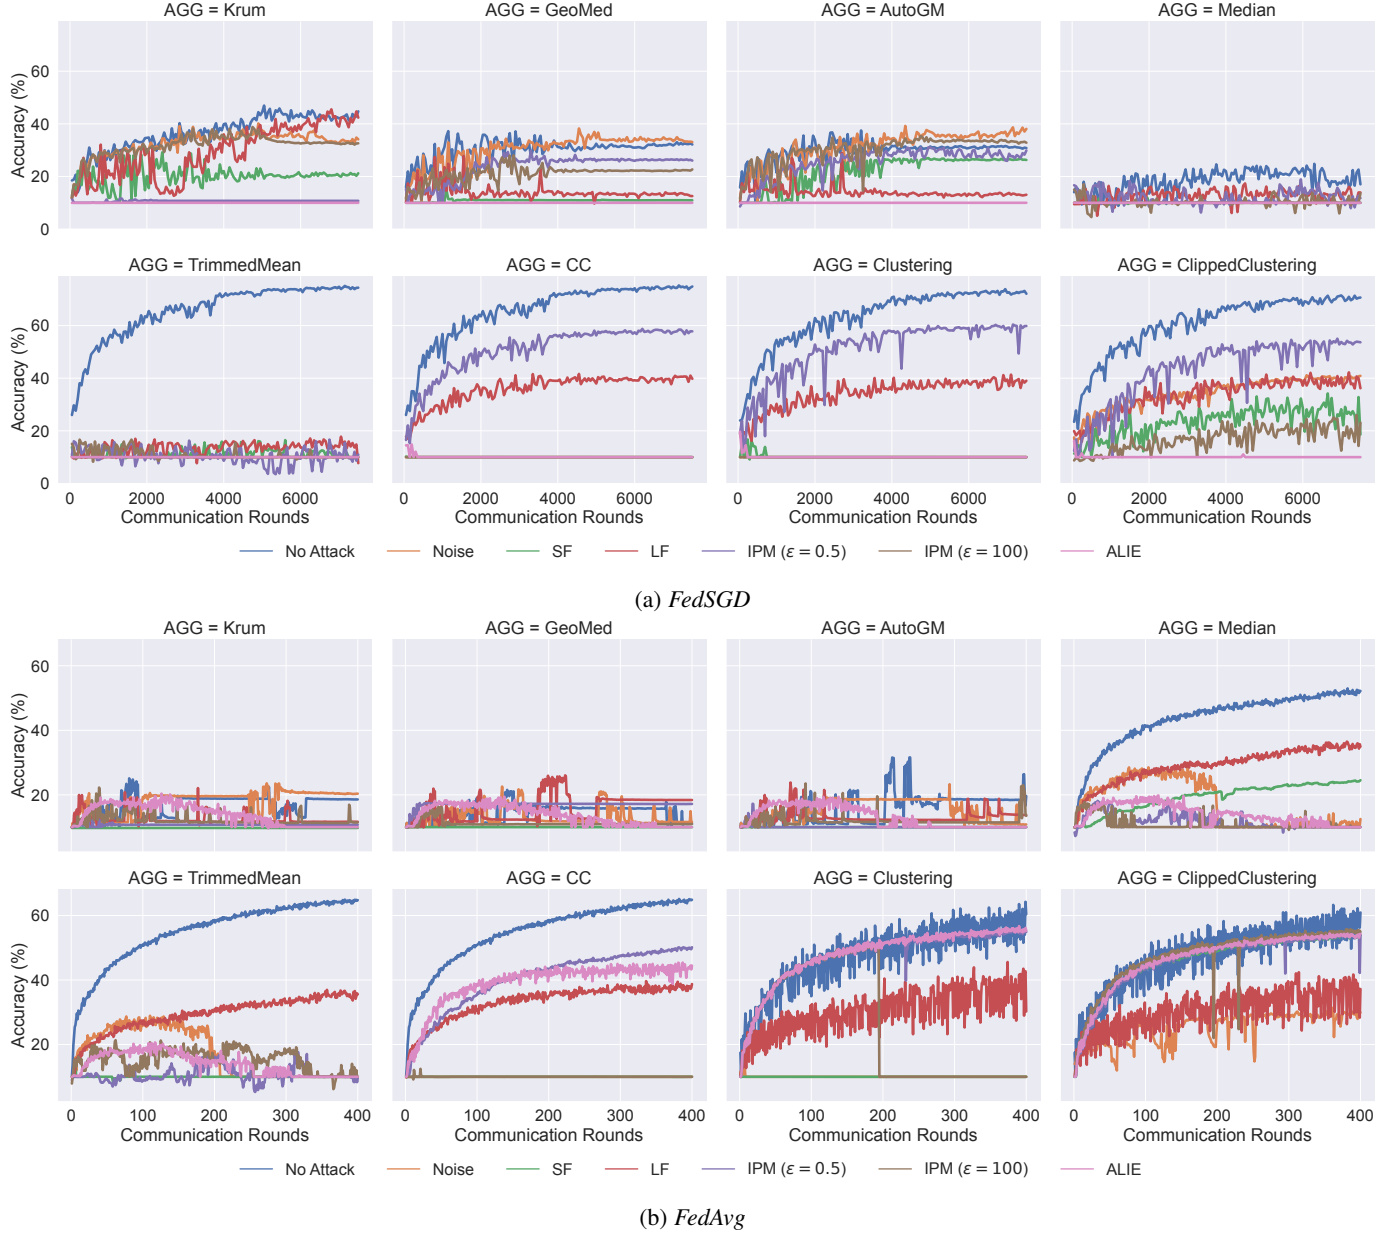 AGG = Krum
AGG = GeoMed
AGG = AutoGM
AGG = Median
Accuracy (%)
60
40
20
0
AGG = TrimmedMean
AGG = CC
AGG = Clustering
AGG = ClippedClustering
Accuracy (%)
60
40
20
0
0 2000 4000 6000
0 2000 4000 6000
0 2000 4000 6000
0 2000 4000 6000
Communication Rounds
Communication Rounds
Communication Rounds
Communication Rounds
No Attack Noise SF LF IPM (ε = 0.5) IPM (ε = 100) ALIE
(a) FedSGD
AGG = Krum
AGG = GeoMed
AGG = AutoGM
AGG = Median
Accuracy (%)
60
40
20
AGG = TrimmedMean
AGG = CC
AGG = Clustering
AGG = ClippedClustering
Accuracy (%)
60
40
20
0 100 200 300 400
0 100 200 300 400
0 100 200 300 400
0 100 200 300 400
Communication Rounds
Communication Rounds
Communication Rounds
Communication Rounds
No Attack Noise SF LF IPM (ε = 0.5) IPM (ε = 100) ALIE
(b) FedAvg